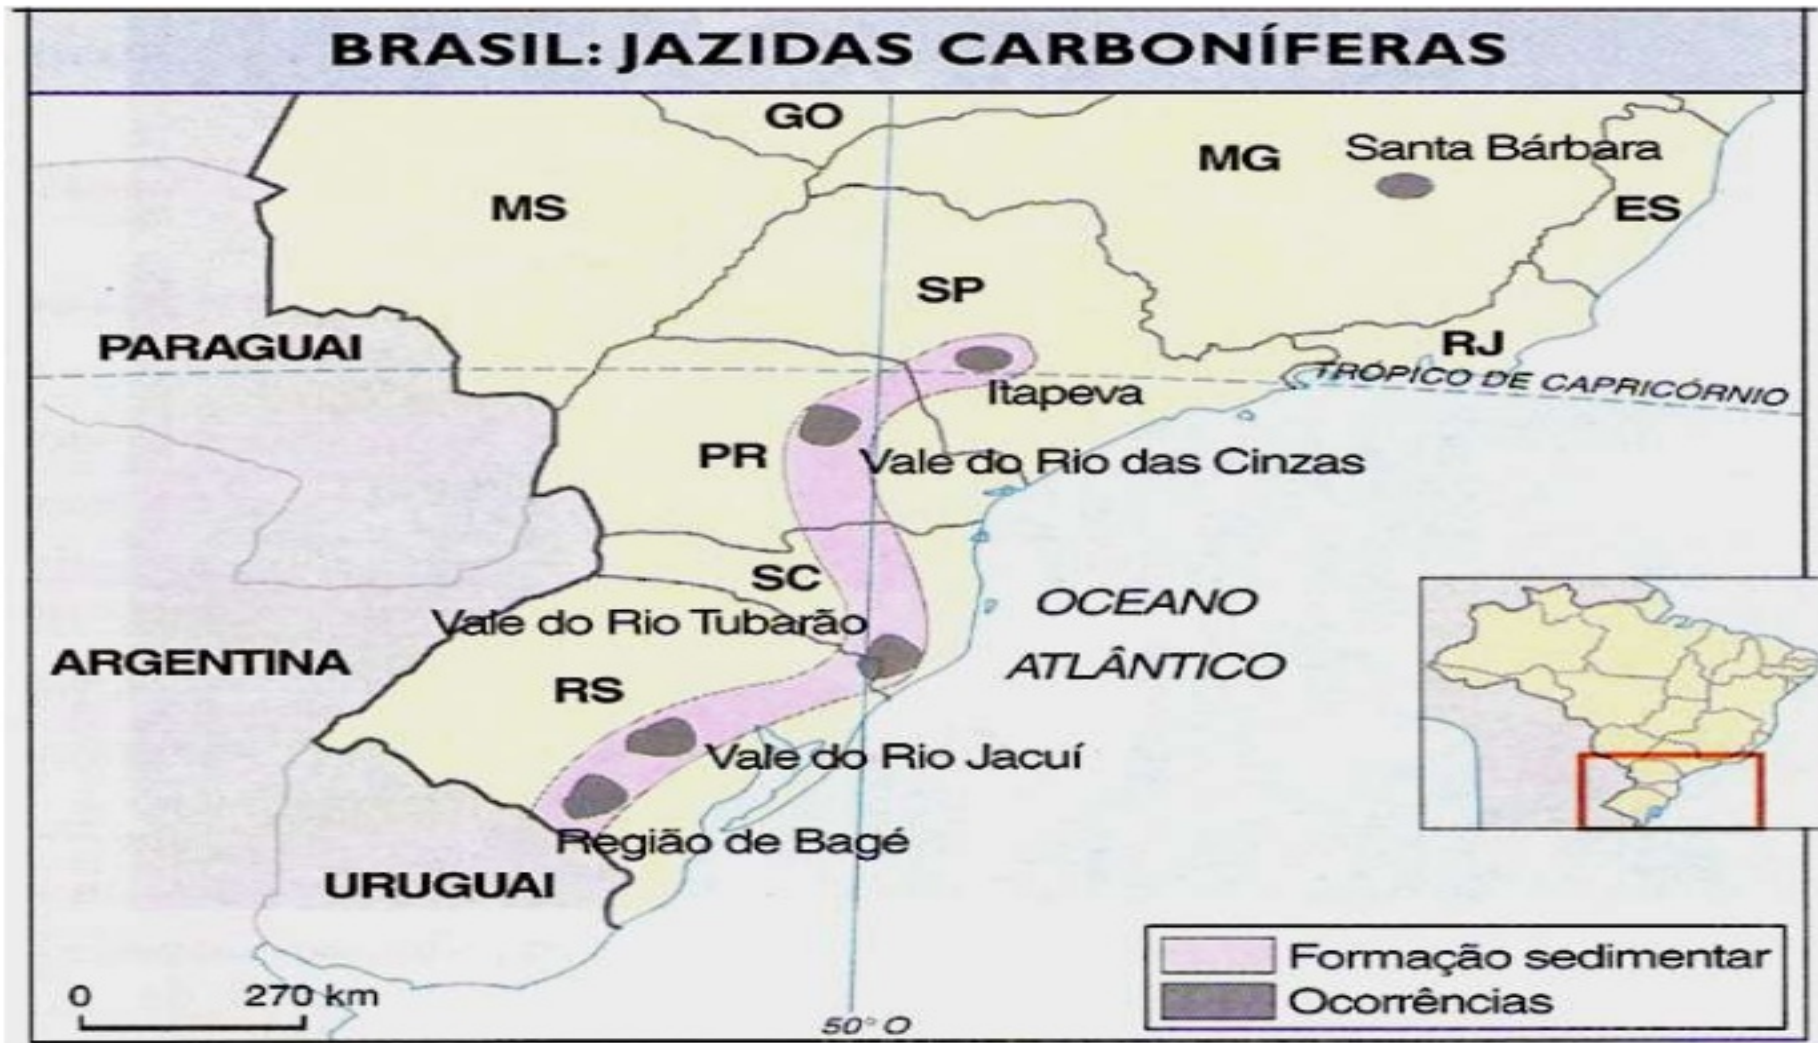 BRASIL: JAZIDAS CARBONÍFERAS
GO
MG
Santa Bárbara
MS
ES
SP
PARAGUAI
RJ
TRÓPICO DE CAPRICÓRNIO
Itapeva
PR
Vale do Rio das Cinzas
SC
OCEANO
Vale do Rio Tubarão
ARGENTINA
ATLÂNTICO
RS
Vale do Rio Jacuí
Região de Bagé
URUGUAI
Formação sedimentar
0 270 km
Ocorrências
50° O